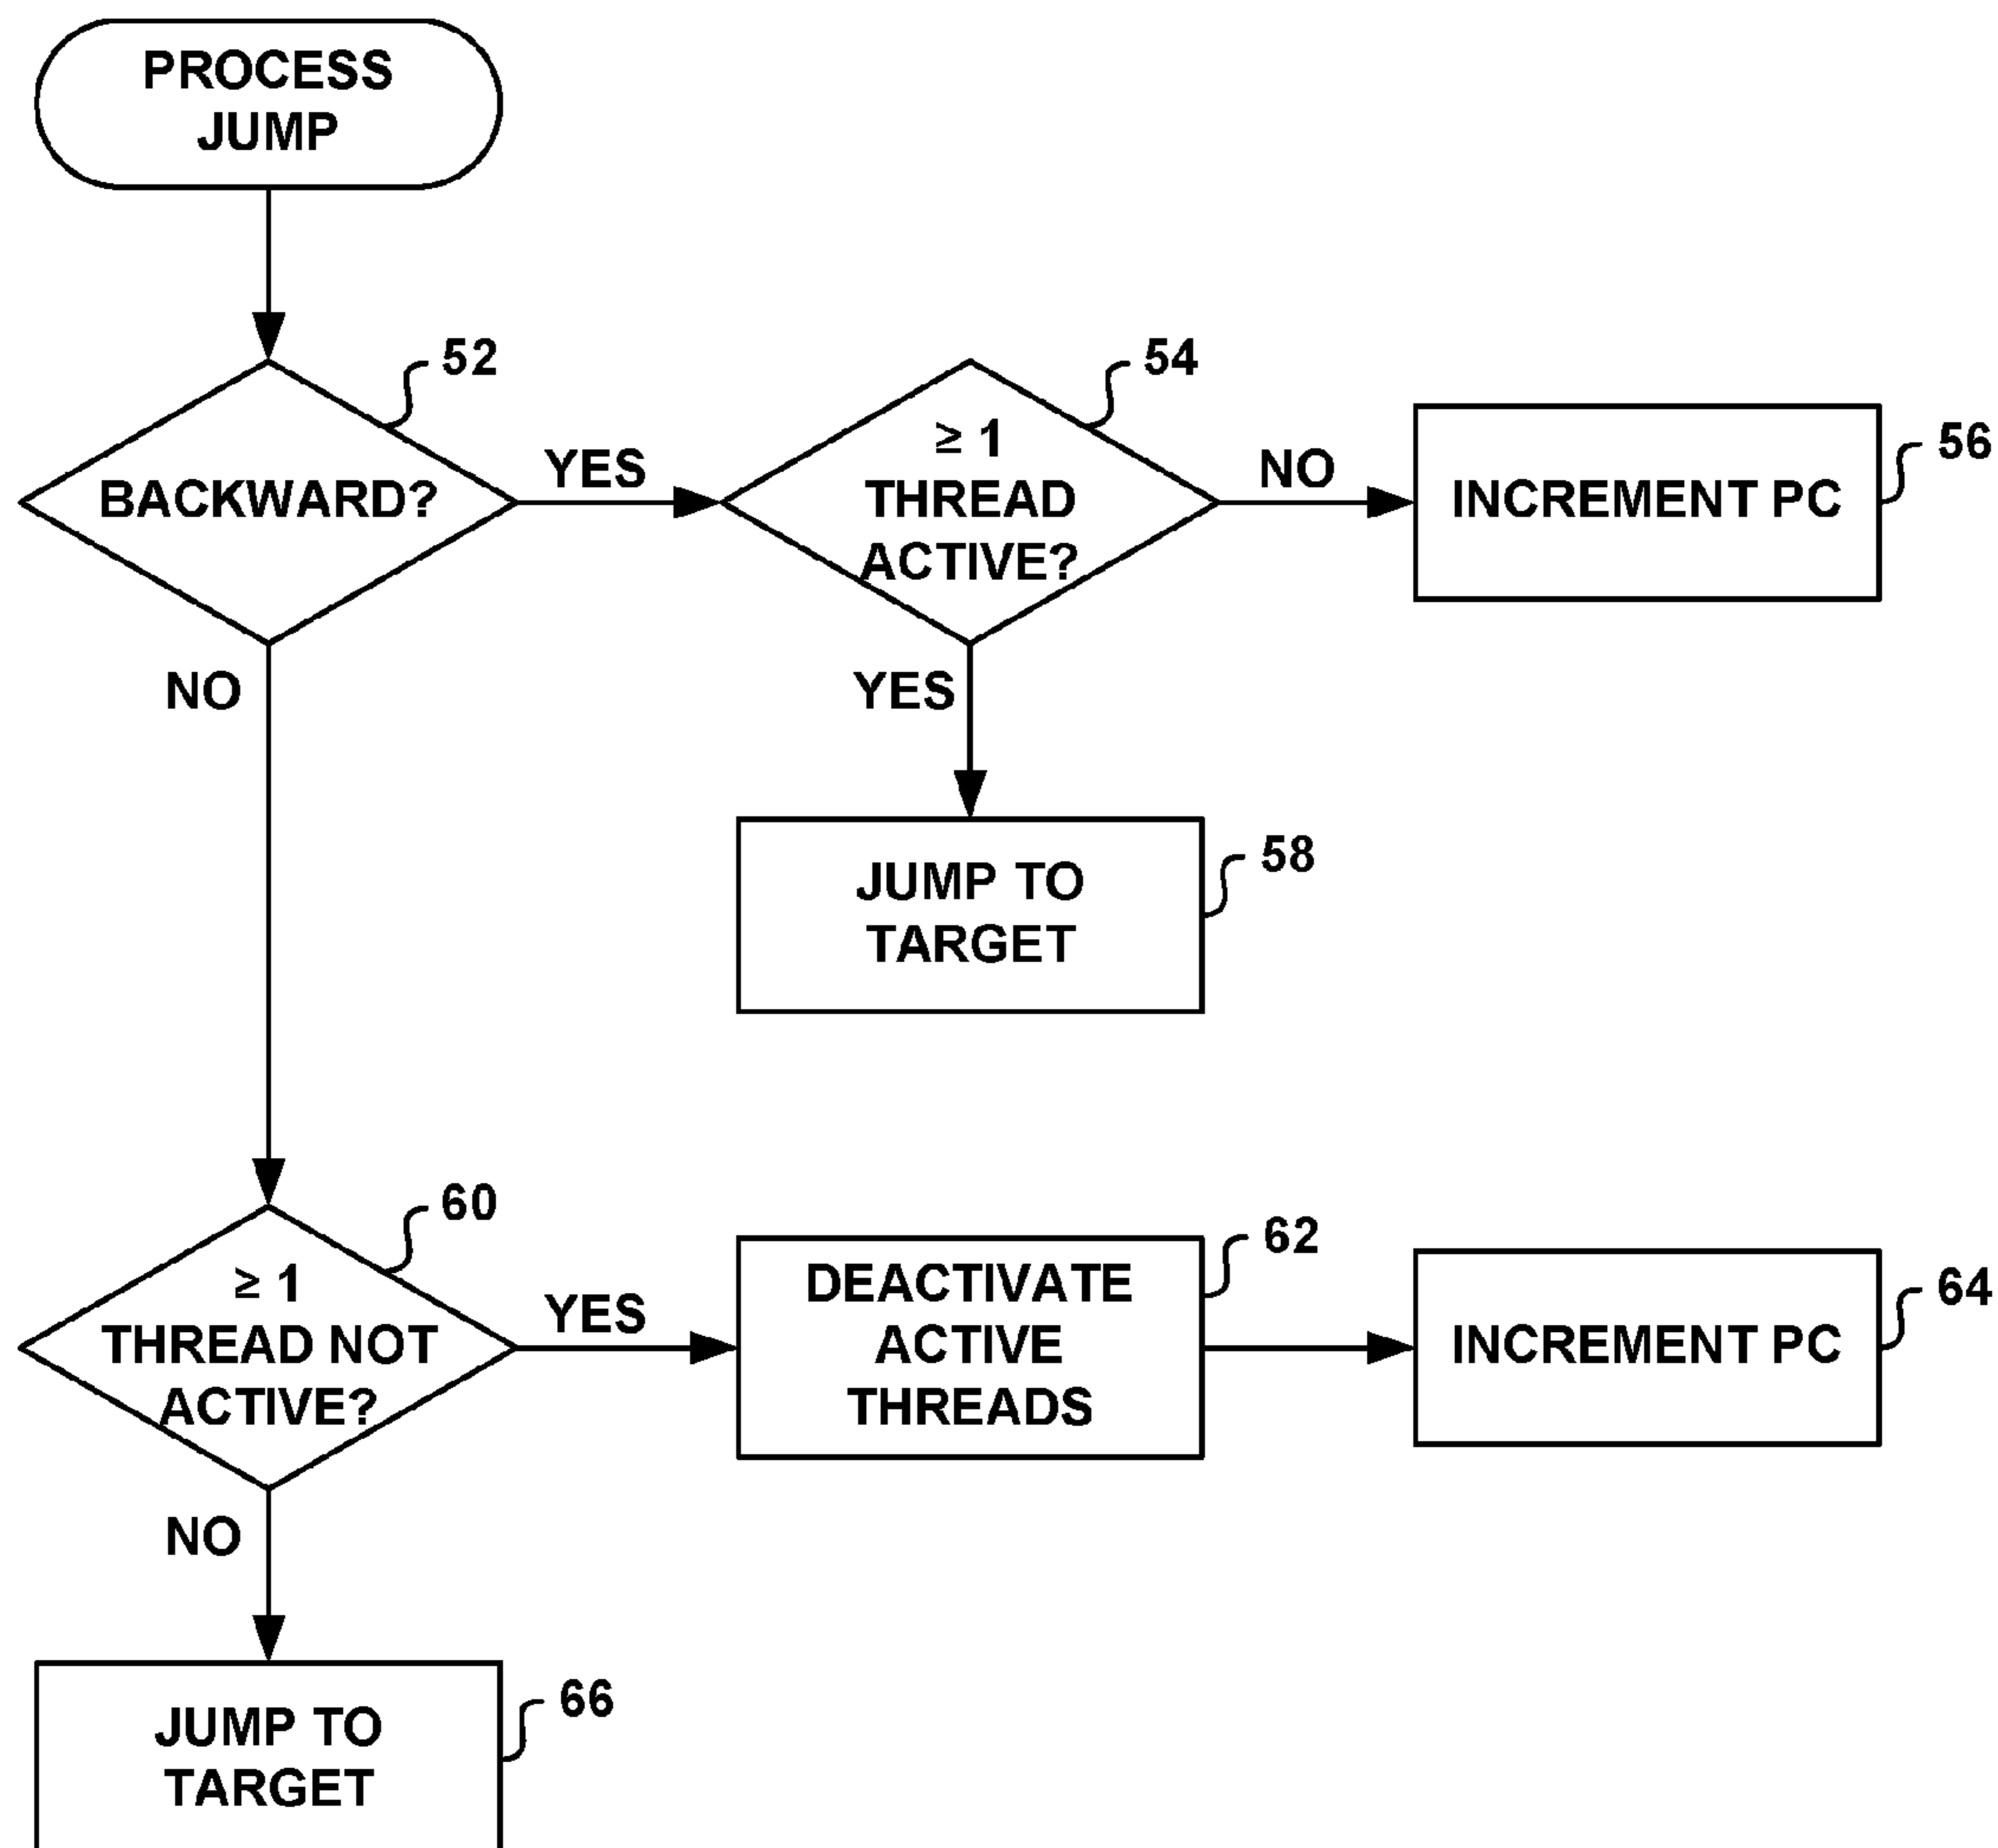 PROCESS
JUMP
52
BACKWARD?
YES
NO
54
≥ 1
THREAD
ACTIVE?
NO
YES
56
INCREMENT PC
58
JUMP TO
TARGET
60
≥ 1
THREAD NOT
ACTIVE?
YES
NO
62
DEACTIVATE
ACTIVE
THREADS
64
INCREMENT PC
66
JUMP TO
TARGET